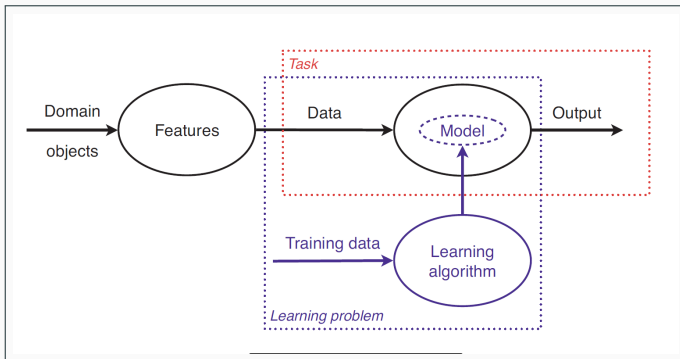 Task
Domain
objects
Features
Data
Model
Output
Training data
Learning
algorithm
Learning problem